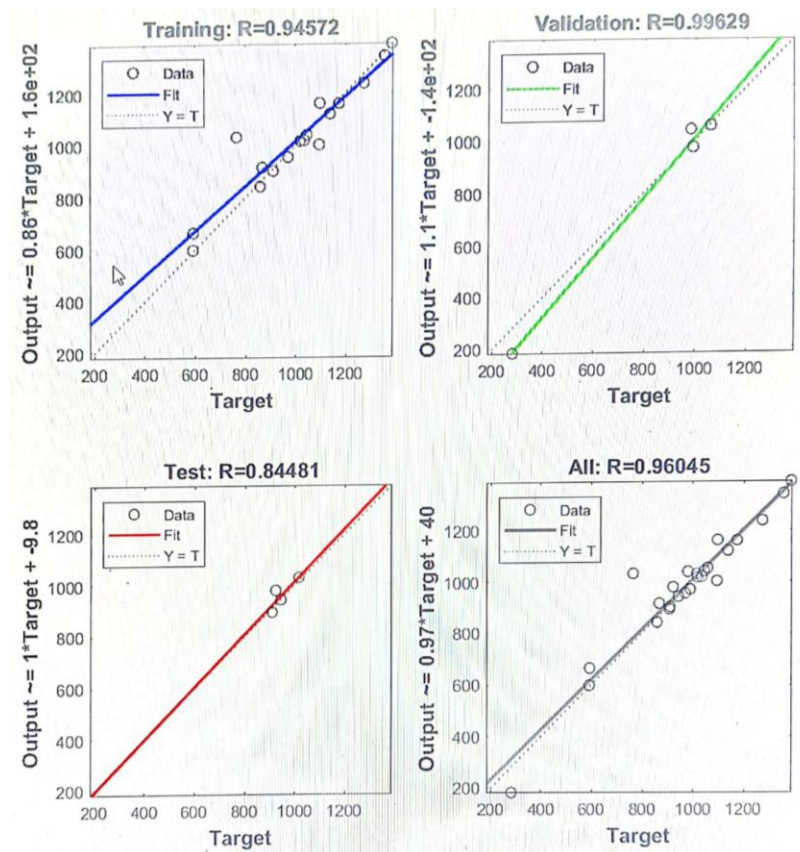 Training: R=0.94572
Data
Fit
Y = T
Output ~= 0.86*Target + 1.6e+02
1200
1000
800
600
400
200
200 400 600 800 1000 1200
Target
Validation: R=0.99629
Data
Fit
Y = T
Output ~= 1.1*Target + -1.4e+02
1200
1000
800
600
400
200
200 400 600 800 1000 1200
Target
Test: R=0.84481
Data
Fit
Y = T
Output ~= 1*Target + -9.8
1200
1000
800
600
400
200
200 400 600 800 1000 1200
Target
All: R=0.96045
Data
Fit
Y = T
Output ~= 0.97*Target + 40
1200
1000
800
600
400
200
200 400 600 800 1000 1200
Target